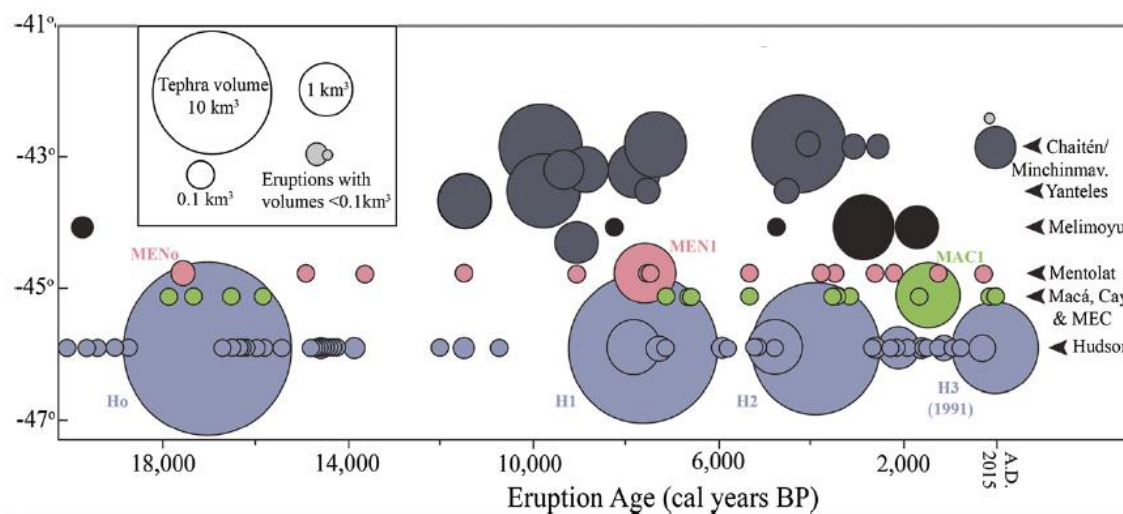 -41°
-43°
-45°
-47°
Tephra volume
10 km³
1 km³
0.1 km³
Eruptions with
volumes <0.1km³
Chaitén/
Minchinmav.
Yanteles
Melimoyu
Mentolat
Macá, Cay
& MEC
Hudson
MENo
MEN1
MAC1
Ho
H1
H2
H3
(1991)
18,000
14,000
10,000
6,000
2,000
A.D.
2015
Eruption Age (cal years BP)